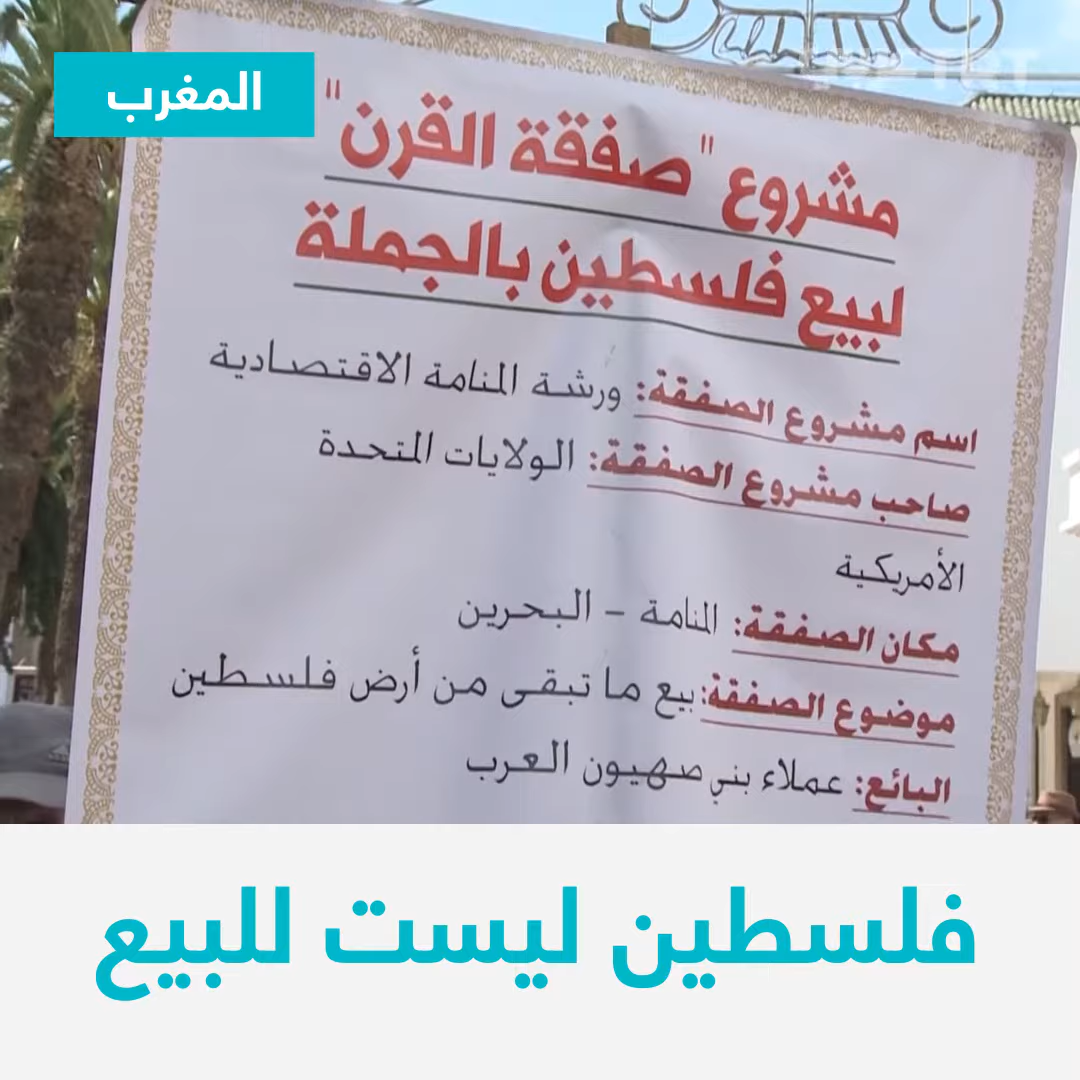 المغرب
مشروع "صفقة القرن"
لبيع فلسطين بالجملة
اسم مشروع الصفقة: ورشة المنامة الاقتصادية
صاحب مشروع الصفقة: الولايات المتحدة
الأمريكية
مكان الصفقة: المنامة – البحرين
موضوع الصفقة: بيع ما تبقى من أرض فلسطين
البائع: عملاء بني صهيون العرب
فلسطين ليست للبيع